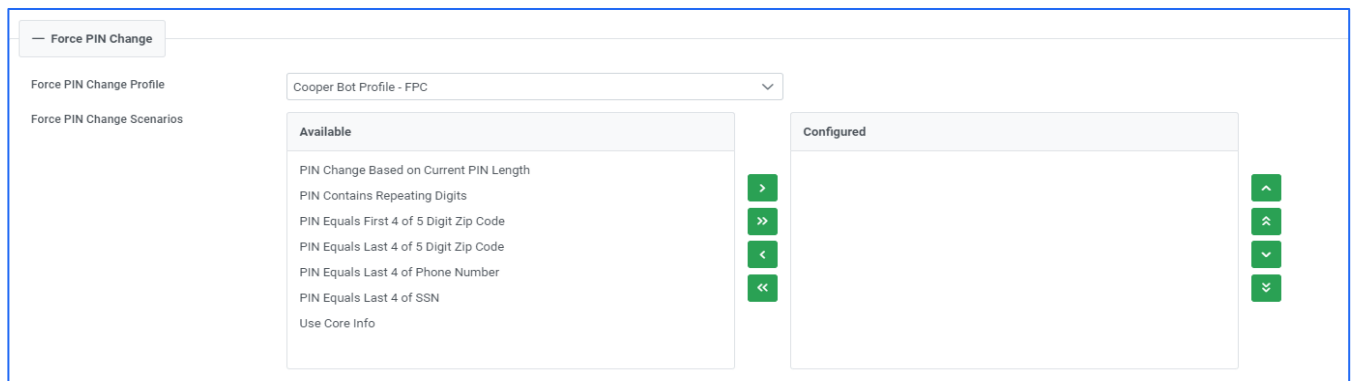 — Force PIN Change
Force PIN Change Profile
Cooper Bot Profile - FPC
Force PIN Change Scenarios
Available
Configured
PIN Change Based on Current PIN Length
PIN Contains Repeating Digits
PIN Equals First 4 of 5 Digit Zip Code
PIN Equals Last 4 of 5 Digit Zip Code
PIN Equals Last 4 of Phone Number
PIN Equals Last 4 of SSN
Use Core Info